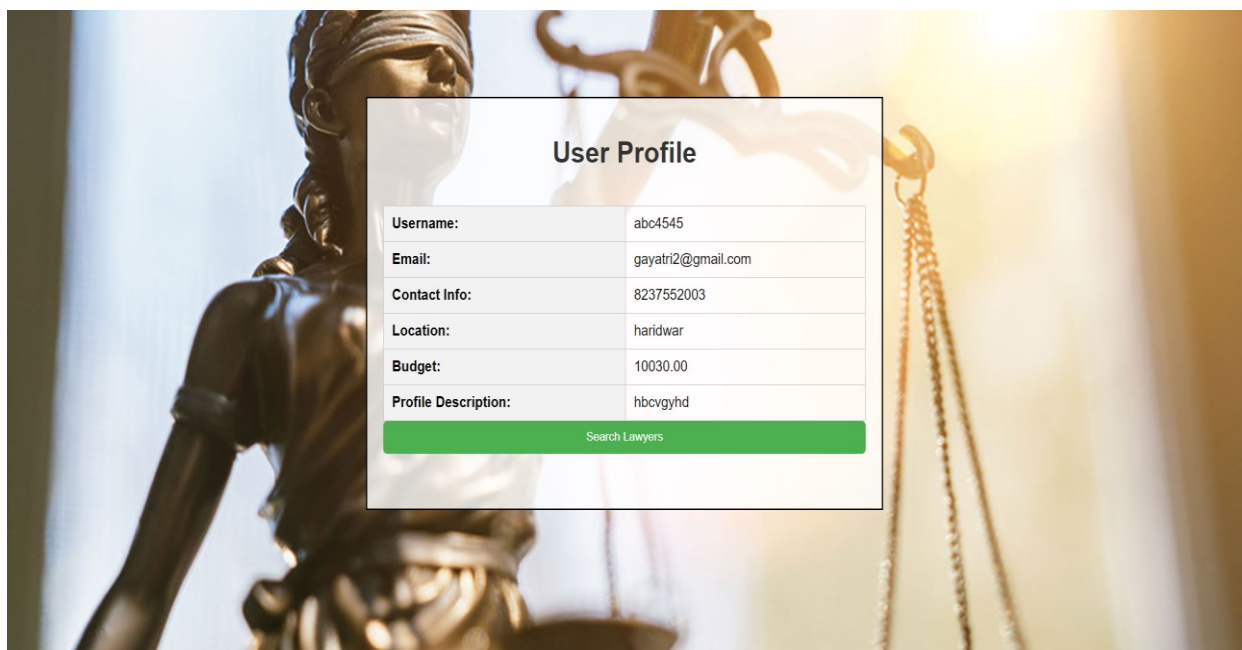 User Profile
Username: abc4545
Email: gayatri2@gmail.com
Contact Info: 8237552003
Location: haridwar
Budget: 10030.00
Profile Description: hbcvgyhd
Search Lawyers